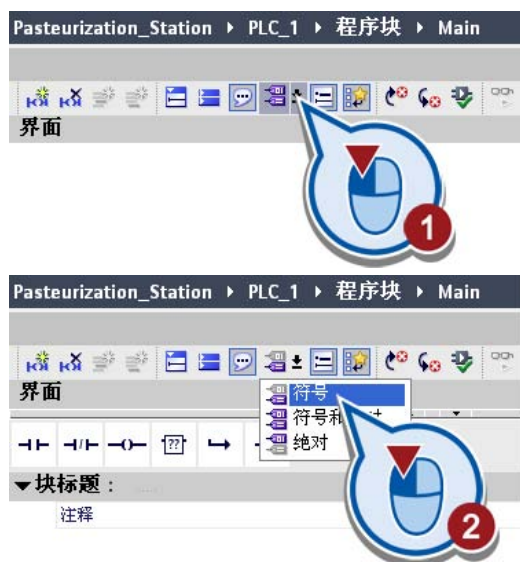 Pasteurization_Station ▸ PLC_1 ▸ 程序块 ▸ Main
界面
1
Pasteurization_Station ▸ PLC_1 ▸ 程序块 ▸ Main
界面
符号
符号和
绝对
??
▼块标题：
注释
2